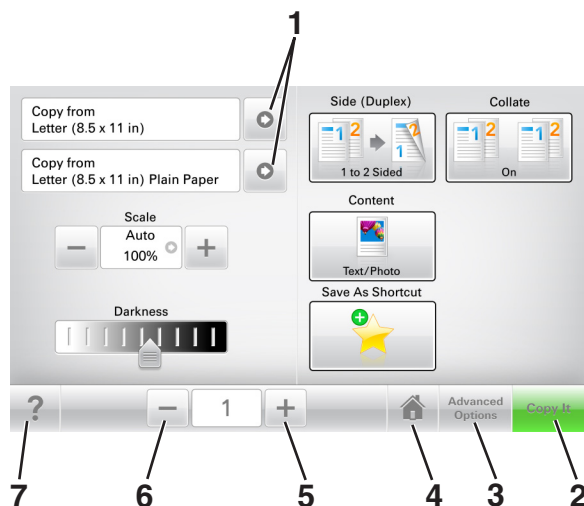 1
Copy from
Letter (8.5 x 11 in)
Copy from
Letter (8.5 x 11 in) Plain Paper
Scale
Auto
100%
Darkness
Side (Duplex)
1 2 1 2
1 to 2 Sided
Collate
1 2 1 2
On
Content
Text/Photo
Save As Shortcut
?
1
Advanced
Options
Copy It
7
6
5
4
3
2